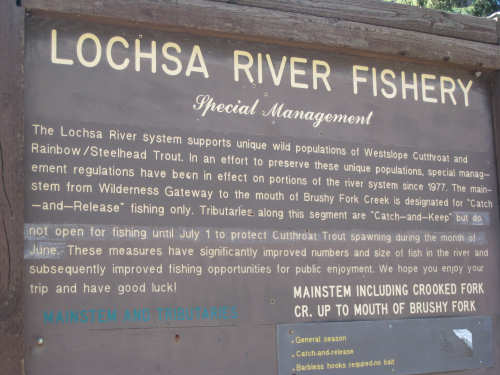 LOCHSA RIVER FISHERY
Special Management
The Lochsa River system supports unique wild populations of Westslope Cutthroat and
Rainbow/Steelhead Trout. In an effort to preserve these unique populations, special manag-
ement regulations have been in effect on portions of the river system since 1977. The main-
stem from Wilderness Gateway to the mouth of Brushy Fork Creek is designated for "Catch
-and-Release" fishing only. Tributaries along this segment are "Catch-and-Keep" but do
not open for fishing until July 1 to protect Cutthroat Trout spawning during the month of
June. These measures have significantly improved numbers and size of fish in the river and
subsequently improved fishing opportunities for public enjoyment. We hope you enjoy your
trip and have good luck!
MAINSTEM AND TRIBUTARIES
MAINSTEM INCLUDING CROOKED FORK
CR. UP TO MOUTH OF BRUSHY FORK
• General season
• Catch-and-release
• Barbless hooks required-no bait